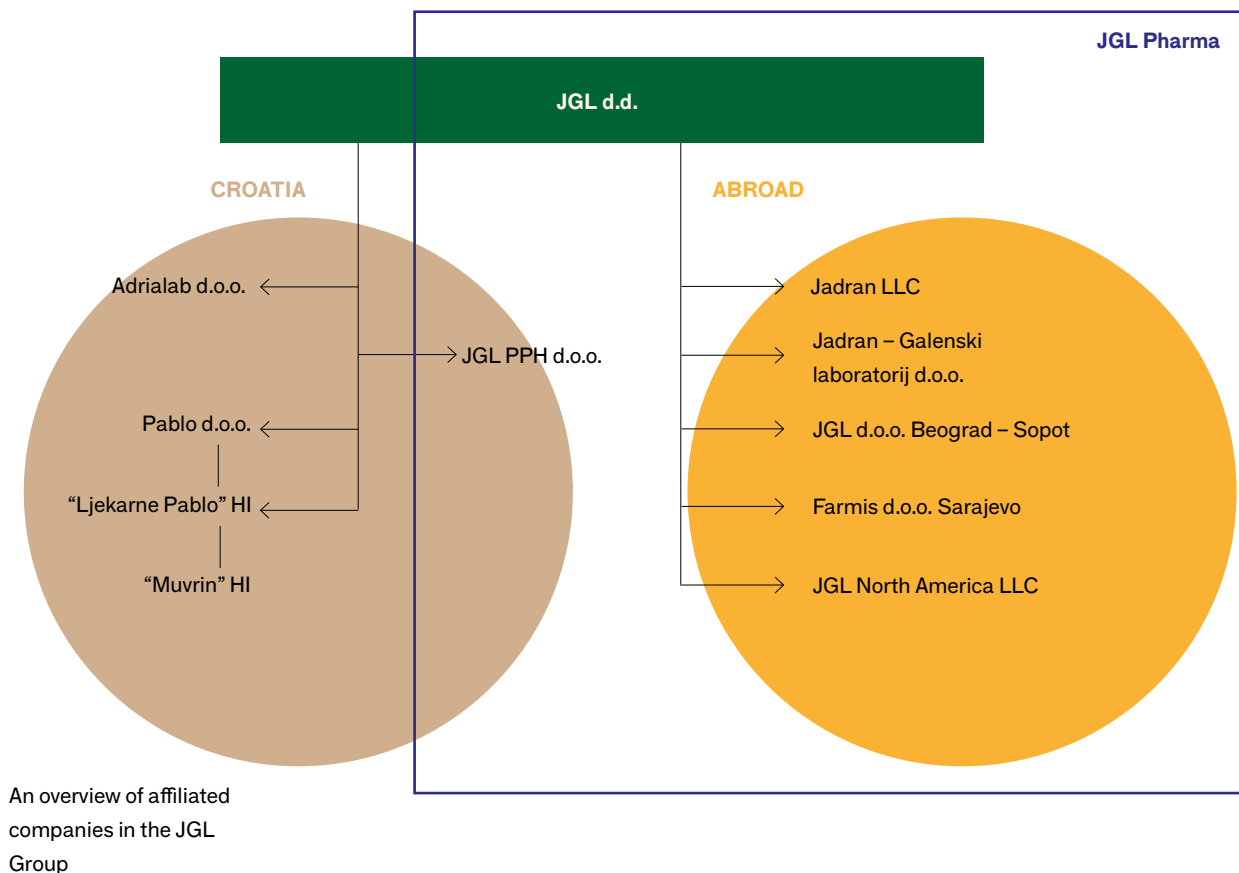 JGL Pharma
JGL d.d.
CROATIA
ABROAD
Adrialab d.o.o.
JGL PPH d.o.o.
Pablo d.o.o.
“Ljekarne Pablo” HI
“Muvrin” HI
Jadran LLC
Jadran – Galenski
laboratorij d.o.o.
JGL d.o.o. Beograd – Sopot
Farmis d.o.o. Sarajevo
JGL North America LLC
An overview of affiliated
companies in the JGL
Group